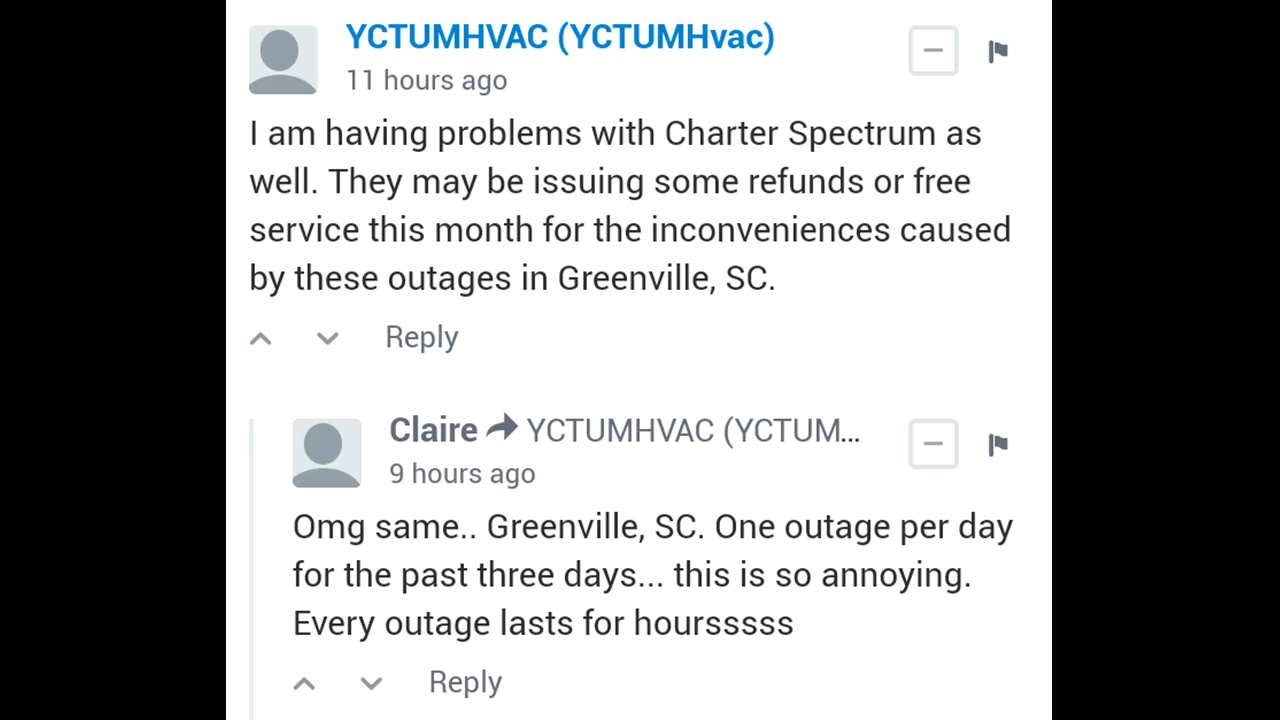 YCTUMHVAC (YCTUMHvac)
11 hours ago
I am having problems with Charter Spectrum as
well. They may be issuing some refunds or free
service this month for the inconveniences caused
by these outages in Greenville, SC.
Reply
Claire YCTUMHVAC (YCTUM...
9 hours ago
Omg same.. Greenville, SC. One outage per day
for the past three days... this is so annoying.
Every outage lasts for hoursssss
Reply